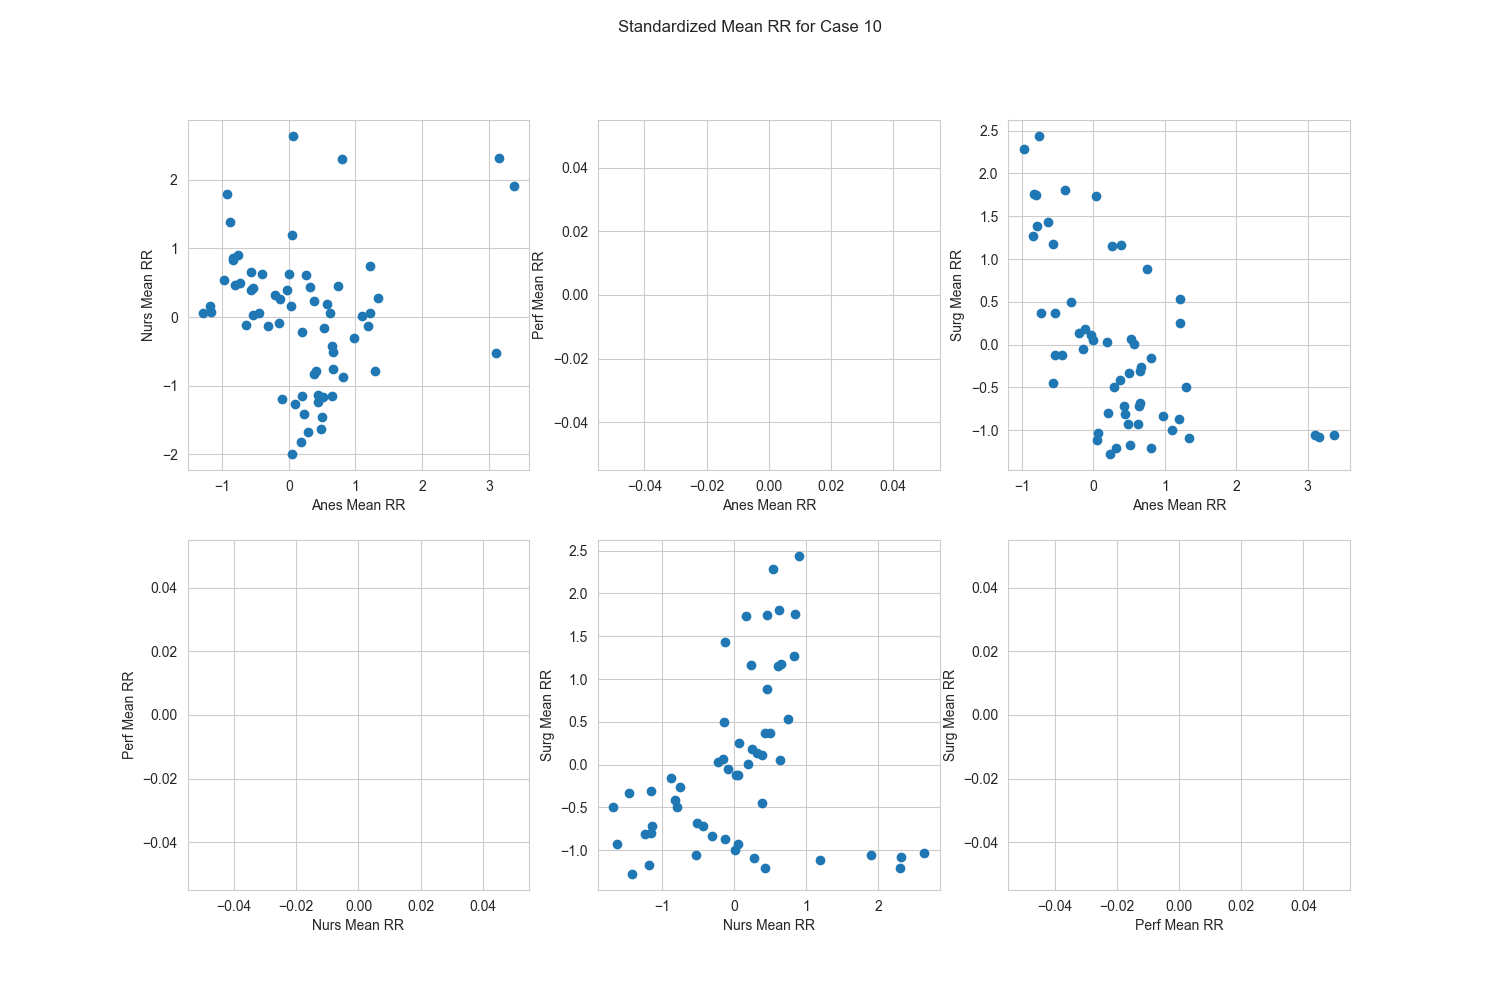 Standardized Mean RR for Case 10
2
1
0
−1
−2
Nurs Mean RR
−1 0 1 2 3
Anes Mean RR
0.04
0.02
0.00
−0.02
−0.04
Perf Mean RR
−0.04 −0.02 0.00 0.02 0.04
Anes Mean RR
2.5
2.0
1.5
1.0
0.5
0.0
−0.5
−1.0
Surg Mean RR
−1 0 1 2 3
Anes Mean RR
0.04
0.02
0.00
−0.02
−0.04
Perf Mean RR
−0.04 −0.02 0.00 0.02 0.04
Nurs Mean RR
2.5
2.0
1.5
1.0
0.5
0.0
−0.5
−1.0
Surg Mean RR
−1 0 1 2
Nurs Mean RR
0.04
0.02
0.00
−0.02
−0.04
Surg Mean RR
−0.04 −0.02 0.00 0.02 0.04
Perf Mean RR